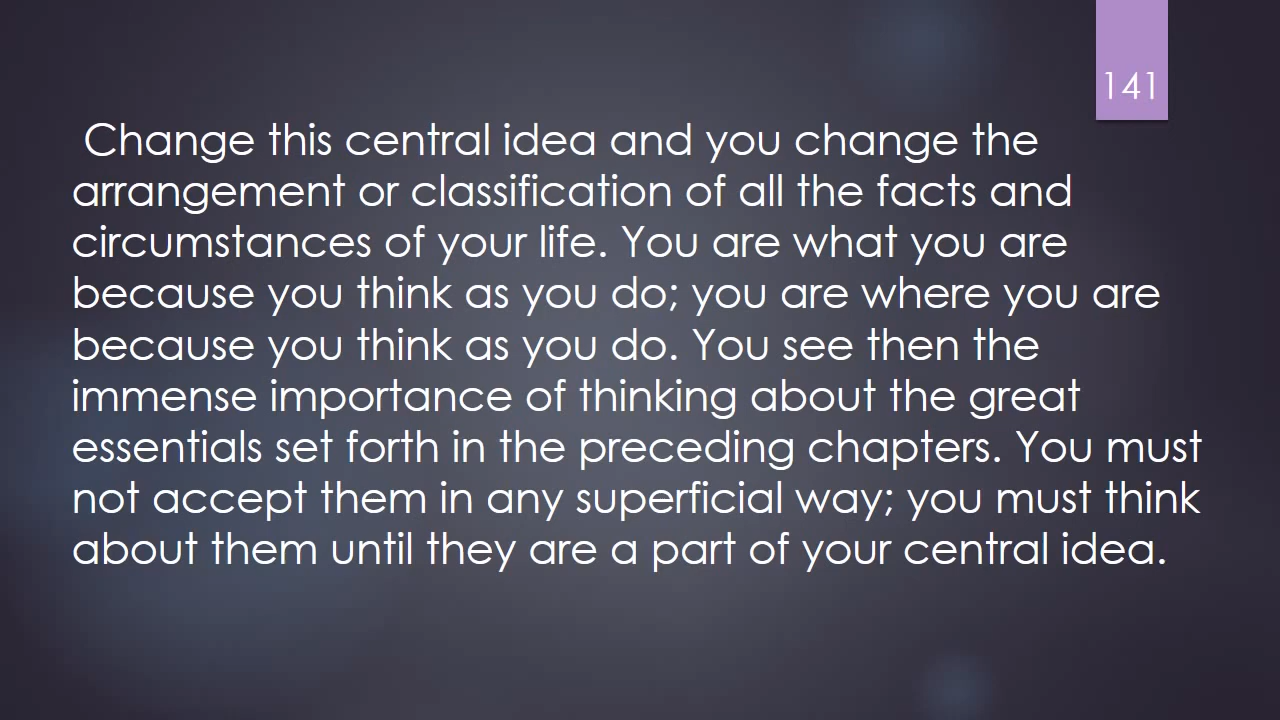 141
Change this central idea and you change the
arrangement or classification of all the facts and
circumstances of your life. You are what you are
because you think as you do; you are where you are
because you think as you do. You see then the
immense importance of thinking about the great
essentials set forth in the preceding chapters. You must
not accept them in any superficial way; you must think
about them until they are a part of your central idea.